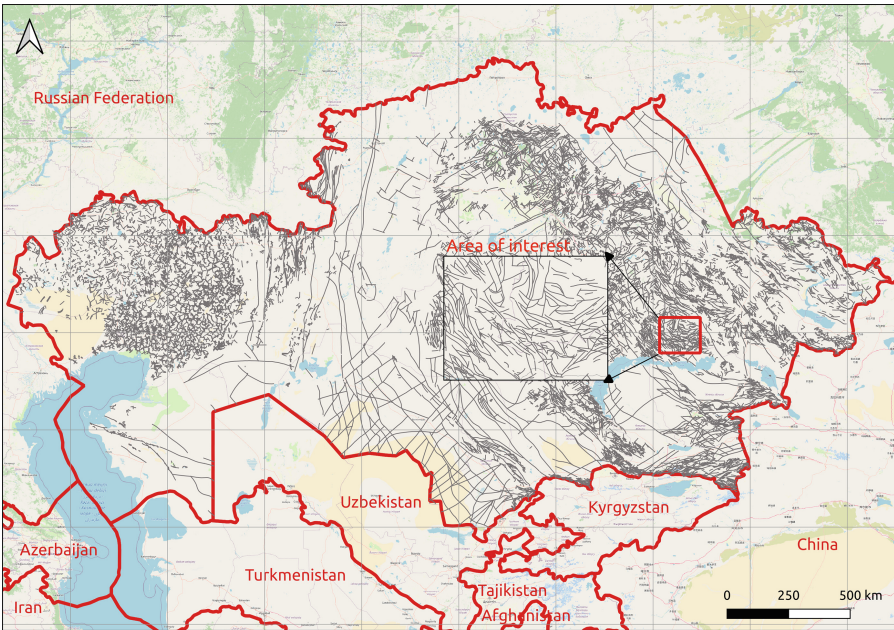 Russian Federation
Area of interest
Uzbekistan
Kyrgyzstan
Azerbaijan
China
Turkmenistan
Tajikistan
Afghanistan
Iran
0 250 500 km